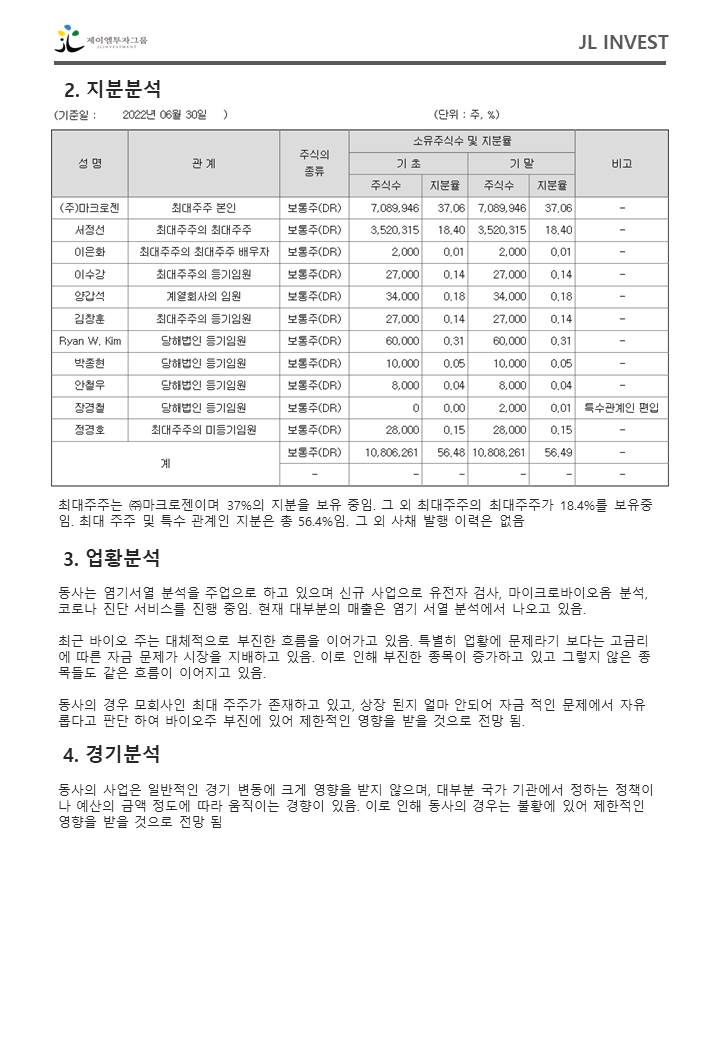 제이엘투자그룹
JLINVESTMENT
JL INVEST
2. 지분분석
(기준일 : 2022년 06월 30일 ) (단위 : 주, %)
성 명 관 계 주식의 종류 소유주식수 및 지분율 비고
기 초 기 말
주식수 지분율 주식수 지분율
(주)마크로젠 최대주주 본인 보통주(DR) 7,089,946 37.06 7,089,946 37.06 -
서정선 최대주주의 최대주주 보통주(DR) 3,520,315 18.40 3,520,315 18.40 -
이은화 최대주주의 최대주주 배우자 보통주(DR) 2,000 0.01 2,000 0.01 -
이수강 최대주주의 등기임원 보통주(DR) 27,000 0.14 27,000 0.14 -
양갑석 계열회사의 임원 보통주(DR) 34,000 0.18 34,000 0.18 -
김창훈 최대주주의 등기임원 보통주(DR) 27,000 0.14 27,000 0.14 -
Ryan W. Kim 당해법인 등기임원 보통주(DR) 60,000 0.31 60,000 0.31 -
박종현 당해법인 등기임원 보통주(DR) 10,000 0.05 10,000 0.05 -
안철우 당해법인 등기임원 보통주(DR) 8,000 0.04 8,000 0.04 -
장경철 당해법인 등기임원 보통주(DR) 0 0.00 2,000 0.01 특수관계인 편입
정경호 최대주주의 미등기임원 보통주(DR) 28,000 0.15 28,000 0.15 -
계 보통주(DR) 10,806,261 56.48 10,808,261 56.49 -
- - - - - -
최대주주는 ㈜마크로젠이며 37%의 지분을 보유 중임. 그 외 최대주주의 최대주주가 18.4%를 보유중
임. 최대 주주 및 특수 관계인 지분은 총 56.4%임. 그 외 사채 발행 이력은 없음
3. 업황분석
동사는 염기서열 분석을 주업으로 하고 있으며 신규 사업으로 유전자 검사, 마이크로바이오옴 분석,
코로나 진단 서비스를 진행 중임. 현재 대부분의 매출은 염기 서열 분석에서 나오고 있음.
최근 바이오 주는 대체적으로 부진한 흐름을 이어가고 있음. 특별히 업황에 문제라기 보다는 고금리
에 따른 자금 문제가 시장을 지배하고 있음. 이로 인해 부진한 종목이 증가하고 있고 그렇지 않은 종
목들도 같은 흐름이 이어지고 있음.
동사의 경우 모회사인 최대 주주가 존재하고 있고, 상장 된지 얼마 안되어 자금 적인 문제에서 자유
롭다고 판단 하여 바이오주 부진에 있어 제한적인 영향을 받을 것으로 전망 됨.
4. 경기분석
동사의 사업은 일반적인 경기 변동에 크게 영향을 받지 않으며, 대부분 국가 기관에서 정하는 정책이
나 예산의 금액 정도에 따라 움직이는 경향이 있음. 이로 인해 동사의 경우는 불황에 있어 제한적인
영향을 받을 것으로 전망 됨